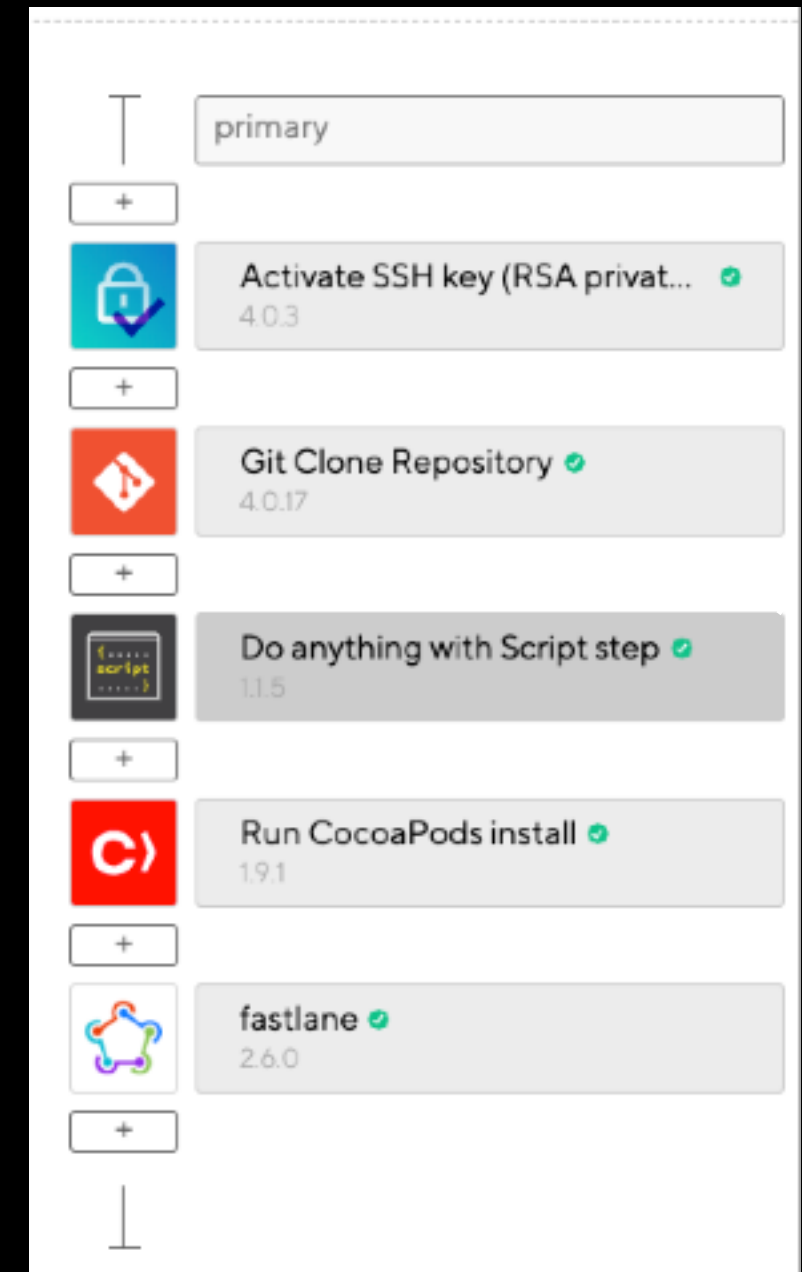 primary
+
Activate SSH key (RSA privat...
4.0.3
+
Git Clone Repository
4.0.17
+
{.....
script
.....}
Do anything with Script step
1.1.5
+
Run CocoaPods install
1.9.1
+
fastlane
2.6.0
+